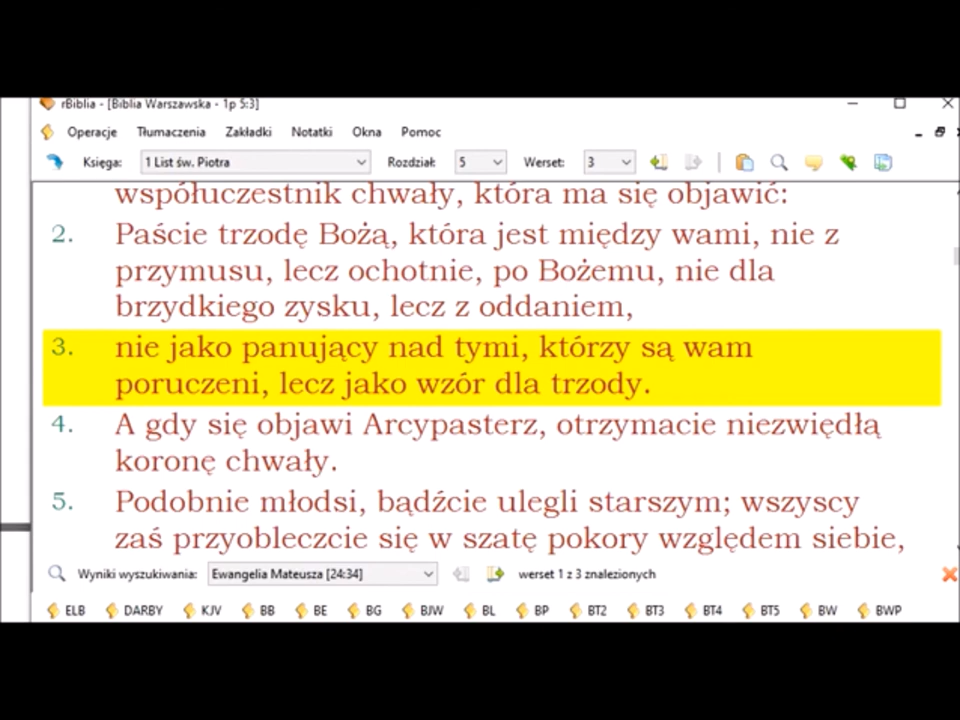 rBiblia - [Biblia Warszawska - 1p 5:3]
Operacje Tłumaczenia Zakładki Notatki Okna Pomoc
Księga: 1 List św. Piotra Rozdział: 5 Werset: 3
współuczestnik chwały, która ma się objawić:
2. Paście trzodę Bożą, która jest między wami, nie z
przymusu, lecz ochotnie, po Bożemu, nie dla
brzydkiego zysku, lecz z oddaniem,
3. nie jako panujący nad tymi, którzy są wam
poruczeni, lecz jako wzór dla trzody.
4. A gdy się objawi Arcypasterz, otrzymacie niezwiędłą
koronę chwały.
5. Podobnie młodsi, bądźcie ulegli starszym; wszyscy
zaś przyobleczcie się w szatę pokory względem siebie,
Wyniki wyszukiwania: Ewangelia Mateusza [24:34] werset 1 z 3 znalezionych
ELB DARBY KJV BB BE BG BJW BL BP BT2 BT3 BT4 BT5 BW BWP